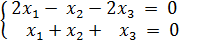 2x₁ − x₂ − 2x₃ = 0
x₁ + x₂ + x₃ = 0